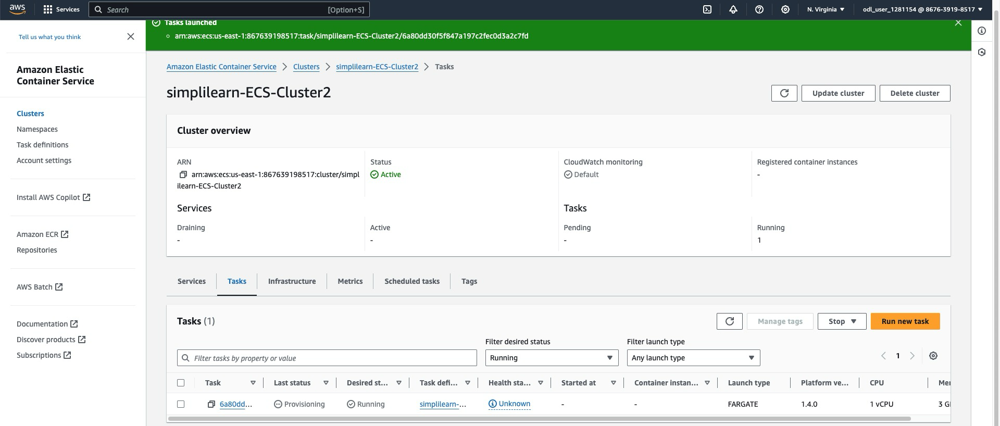 aws
Services
Search
[Option+S]
N. Virginia
odl_user_1281154 @ 8676-3919-8517
Tell us what you think
Amazon Elastic
Container Service
Clusters
Namespaces
Task definitions
Account settings
Install AWS Copilot
Amazon ECR
Repositories
AWS Batch
Documentation
Discover products
Subscriptions
Tasks launched
arn:aws:ecs:us-east-1:867639198517:task/simplilearn-ECS-Cluster2/6a80dd30f5f847a197c2fec0d3a2c7fd
Amazon Elastic Container Service > Clusters > simplilearn-ECS-Cluster2 > Tasks
simplilearn-ECS-Cluster2
Update cluster
Delete cluster
Cluster overview
ARN
arn:aws:ecs:us-east-1:867639198517:cluster/simpl
ilearn-ECS-Cluster2
Status
Active
CloudWatch monitoring
Default
Registered container instances
-
Services
Draining
-
Active
-
Tasks
Pending
-
Running
1
Services
Tasks
Infrastructure
Metrics
Scheduled tasks
Tags
Tasks (1)
Manage tags
Stop
Run new task
Filter desired status
Filter launch type
Filter tasks by property or value
Running
Any launch type
1
Task
Last status
Desired st...
Task defi...
Health sta...
Started at
Container instan...
Launch type
Platform ve...
CPU
6a80dd...
Provisioning
Running
simplilearn-...
Unknown
-
-
FARGATE
1.4.0
1 vCPU